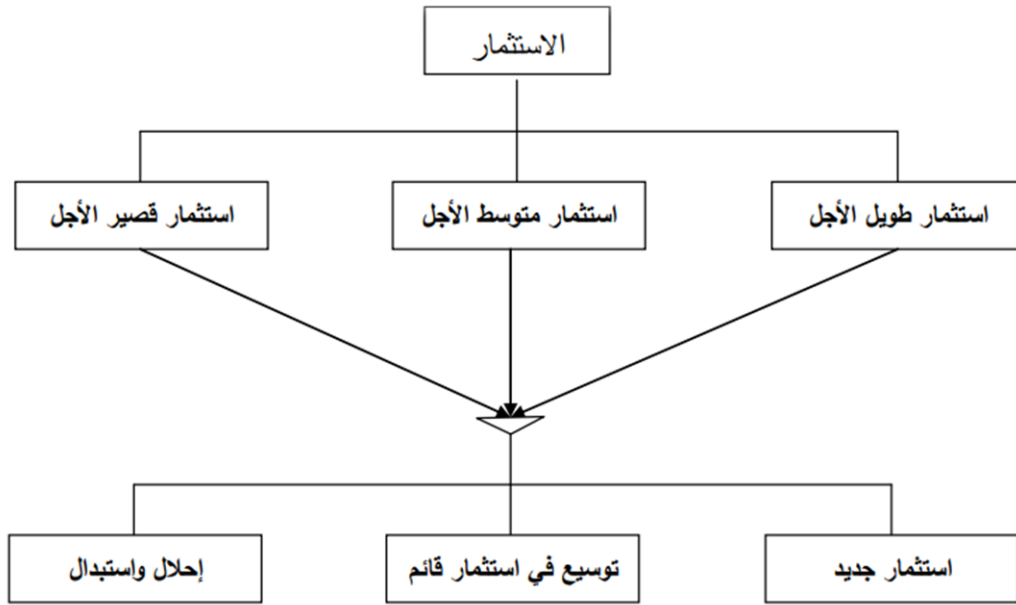 الاستثمار
استثمار طويل الأجل
استثمار متوسط الأجل
استثمار قصير الأجل
استثمار جديد
توسيع في استثمار قائم
إحلال واستبدال